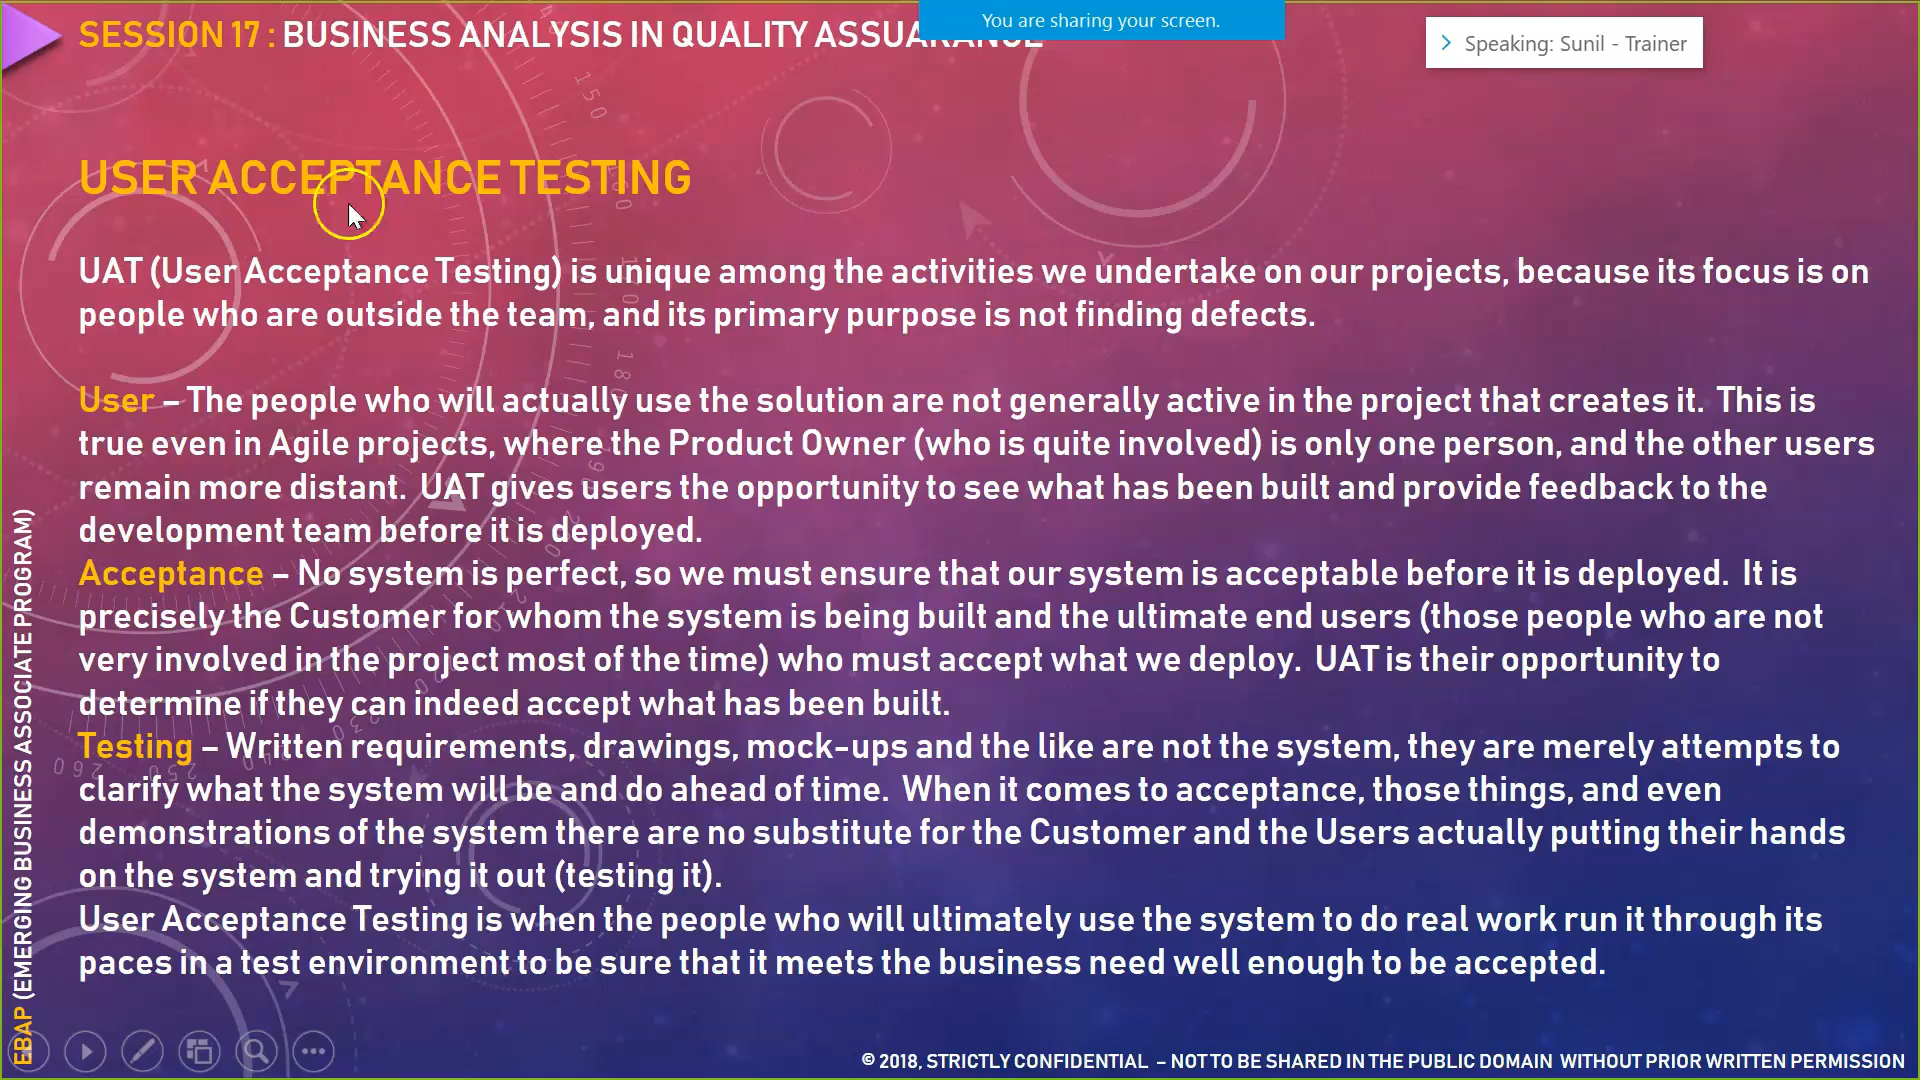 SESSION 17 : BUSINESS ANALYSIS IN QUALITY ASSUARANCE
You are sharing your screen.
Speaking: Sunil - Trainer
USER ACCEPTANCE TESTING
UAT (User Acceptance Testing) is unique among the activities we undertake on our projects, because its focus is on
people who are outside the team, and its primary purpose is not finding defects.
User – The people who will actually use the solution are not generally active in the project that creates it. This is
true even in Agile projects, where the Product Owner (who is quite involved) is only one person, and the other users
remain more distant. UAT gives users the opportunity to see what has been built and provide feedback to the
development team before it is deployed.
Acceptance – No system is perfect, so we must ensure that our system is acceptable before it is deployed. It is
precisely the Customer for whom the system is being built and the ultimate end users (those people who are not
very involved in the project most of the time) who must accept what we deploy. UAT is their opportunity to
determine if they can indeed accept what has been built.
Testing – Written requirements, drawings, mock-ups and the like are not the system, they are merely attempts to
clarify what the system will be and do ahead of time. When it comes to acceptance, those things, and even
demonstrations of the system there are no substitute for the Customer and the Users actually putting their hands
on the system and trying it out (testing it).
User Acceptance Testing is when the people who will ultimately use the system to do real work run it through its
paces in a test environment to be sure that it meets the business need well enough to be accepted.
EBAP (EMERGING BUSINESS ASSOCIATE PROGRAM)
© 2018, STRICTLY CONFIDENTIAL – NOT TO BE SHARED IN THE PUBLIC DOMAIN WITHOUT PRIOR WRITTEN PERMISSION
150
160
170
180
190
200
210
220
230
240
250
260